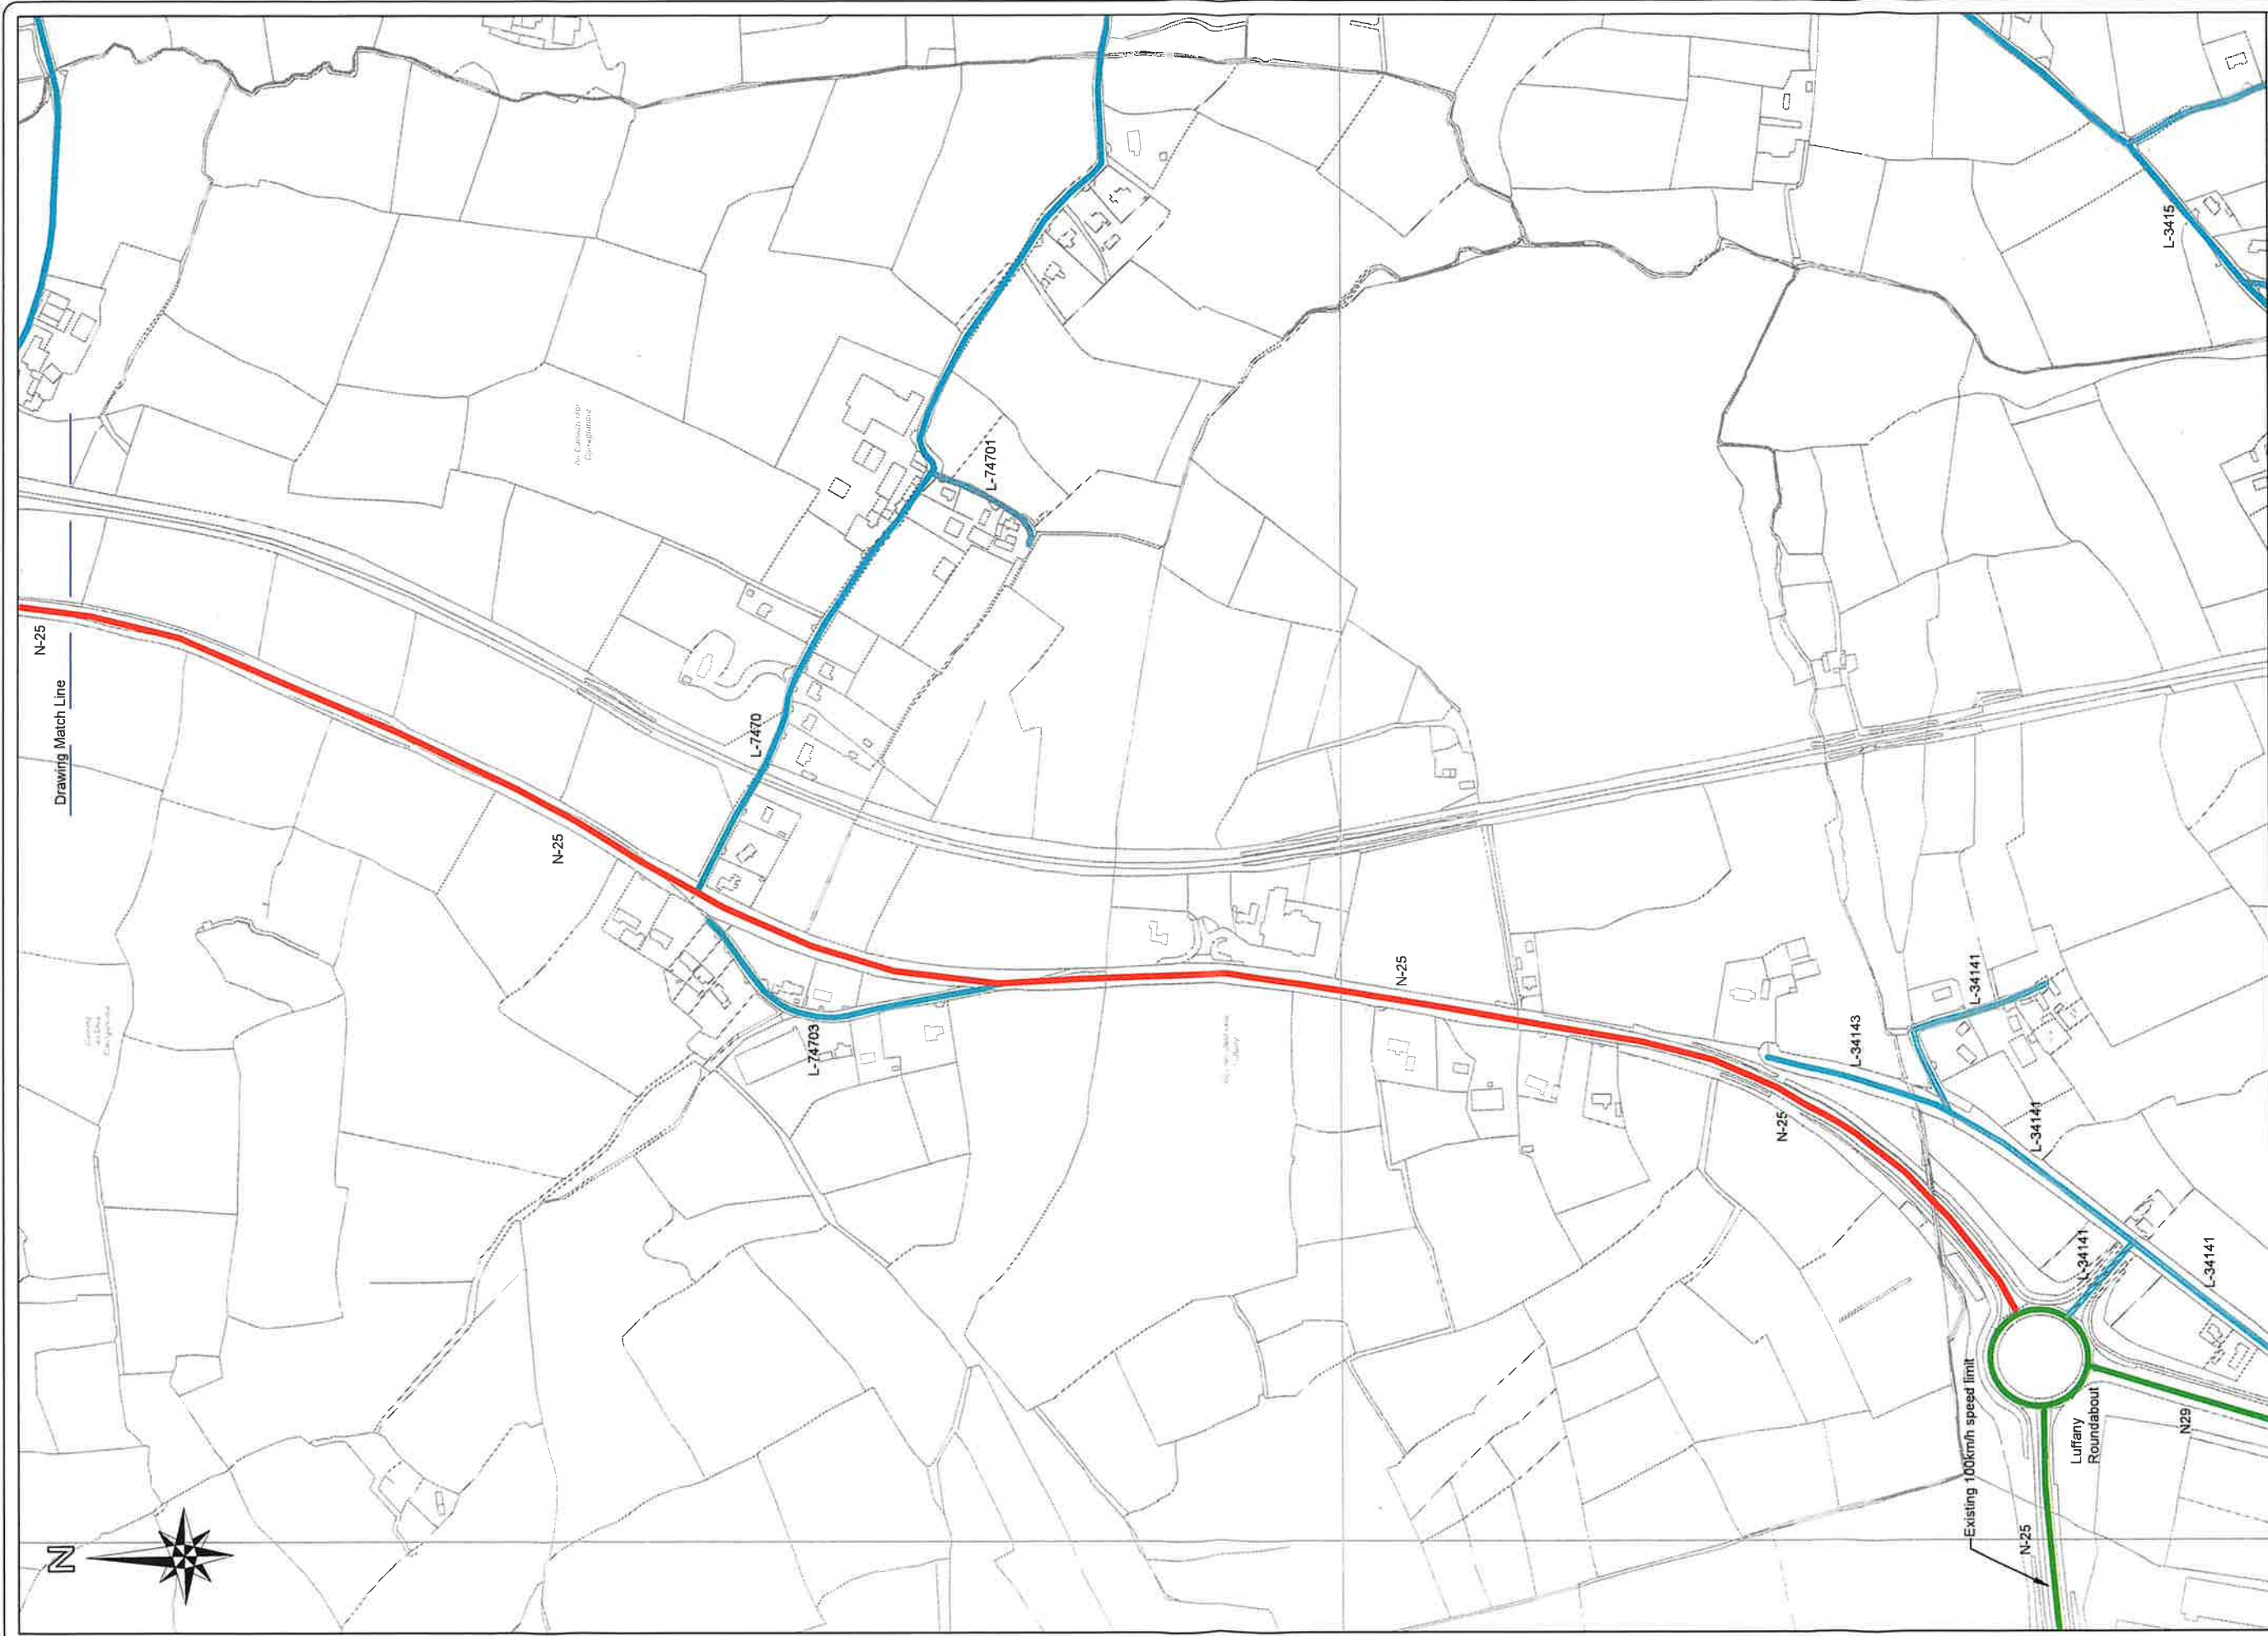 N-25
Drawing Match Line
L-3415
L-74701
L-7470
N-25
L-74703
N-25
L-34141
L-34143
N-25
L-34141
L-34141
L-34141
Existing 100km/h speed limit
Luffany
Roundabout
N29
N-25
N